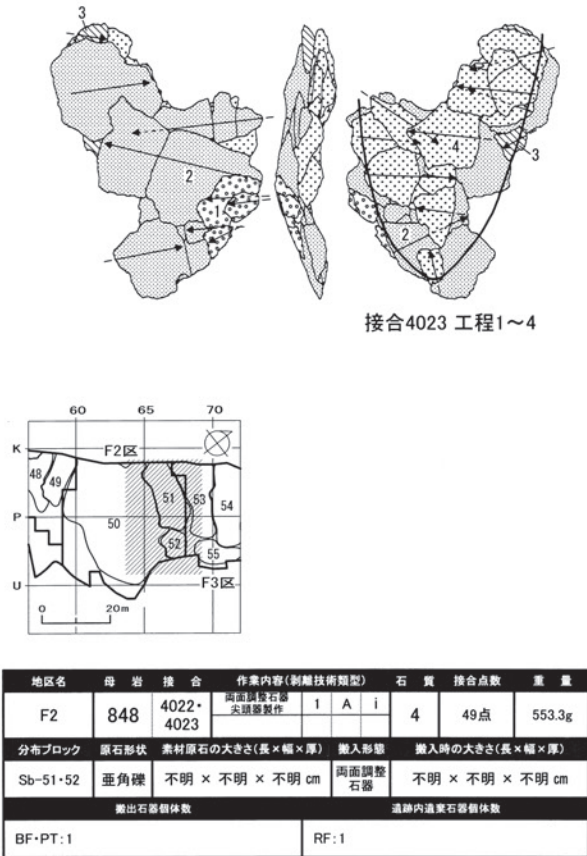 3
2
1
4
3
2
接合4023 工程1～4
60 65 70
K F2区
48 49 51 53 54
P 50
52 55
U F3区
0 20m
地区名 母岩 接合 作業内容(剥離技術類型) 石質 接合点数 重量
F2 848 4022・4023 両面調整石器 尖頭器製作 1 A i 4 49点 553.3g
分布ブロック 原石形状 素材原石の大きさ(長×幅×厚) 搬入形態 搬入時の大きさ(長×幅×厚)
Sb-51・52 亜角礫 不明 × 不明 × 不明 cm 両面調整石器 不明 × 不明 × 不明 cm
搬出石器個体数 遺跡内遺棄石器個体数
BF・PT:1 RF:1